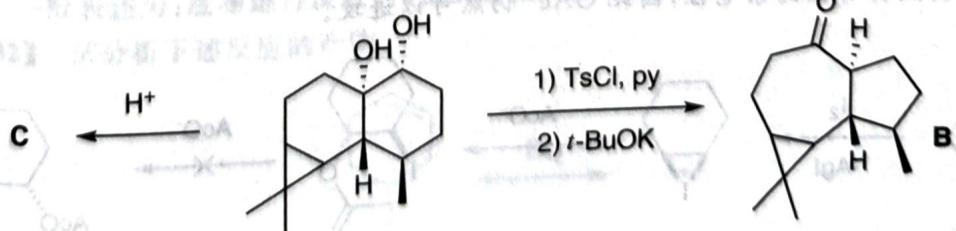 O
OH
OH
H
H⁺
1) TsCl, py
C
2) t-BuOK
B
H
H